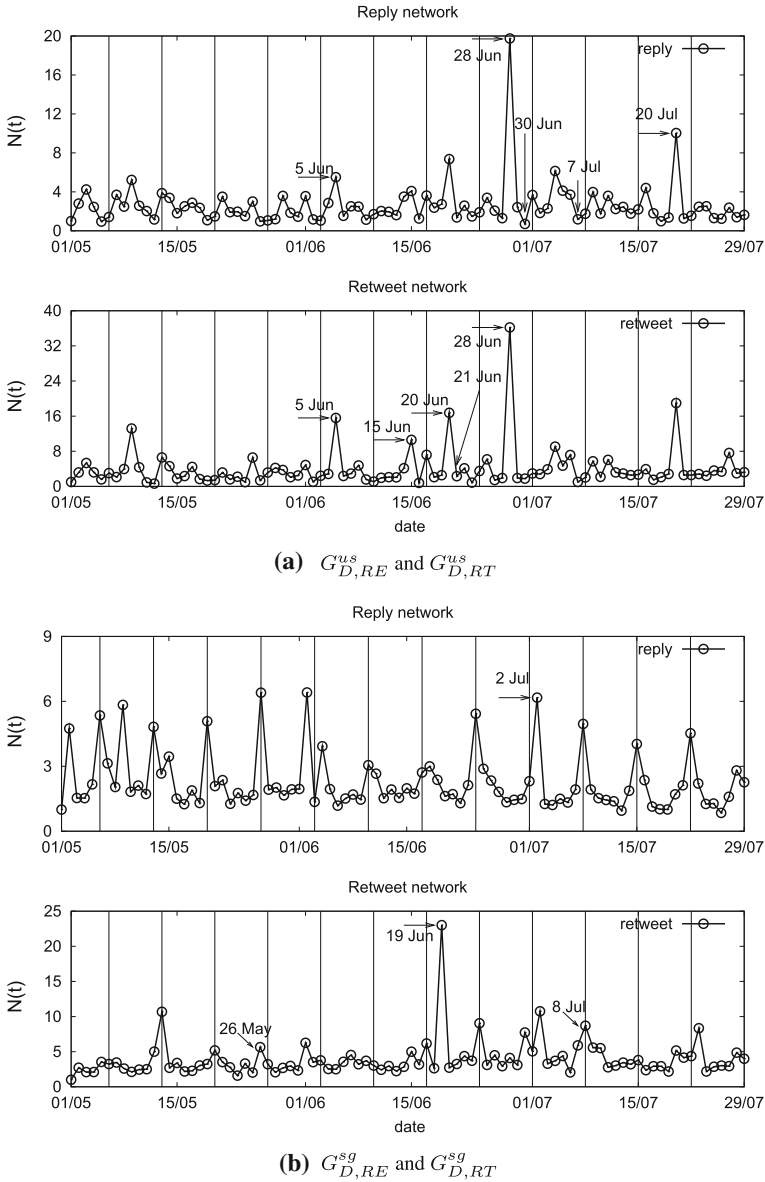 Reply network
20
16
12
8
4
0
N(t)
reply
28 Jun
30 Jun
20 Jul
5 Jun
7 Jul
01/05 15/05 01/06 15/06 01/07 15/07 29/07
Retweet network
40
32
24
16
8
0
N(t)
retweet
28 Jun
21 Jun
5 Jun
20 Jun
15 Jun
01/05 15/05 01/06 15/06 01/07 15/07 29/07
date
(a) G^{us}_{D,RE} and G^{us}_{D,RT}
Reply network
9
6
3
0
N(t)
reply
2 Jul
01/05 15/05 01/06 15/06 01/07 15/07 29/07
Retweet network
25
20
15
10
5
0
N(t)
retweet
19 Jun
26 May
8 Jul
01/05 15/05 01/06 15/06 01/07 15/07 29/07
date
(b) G^{sg}_{D,RE} and G^{sg}_{D,RT}